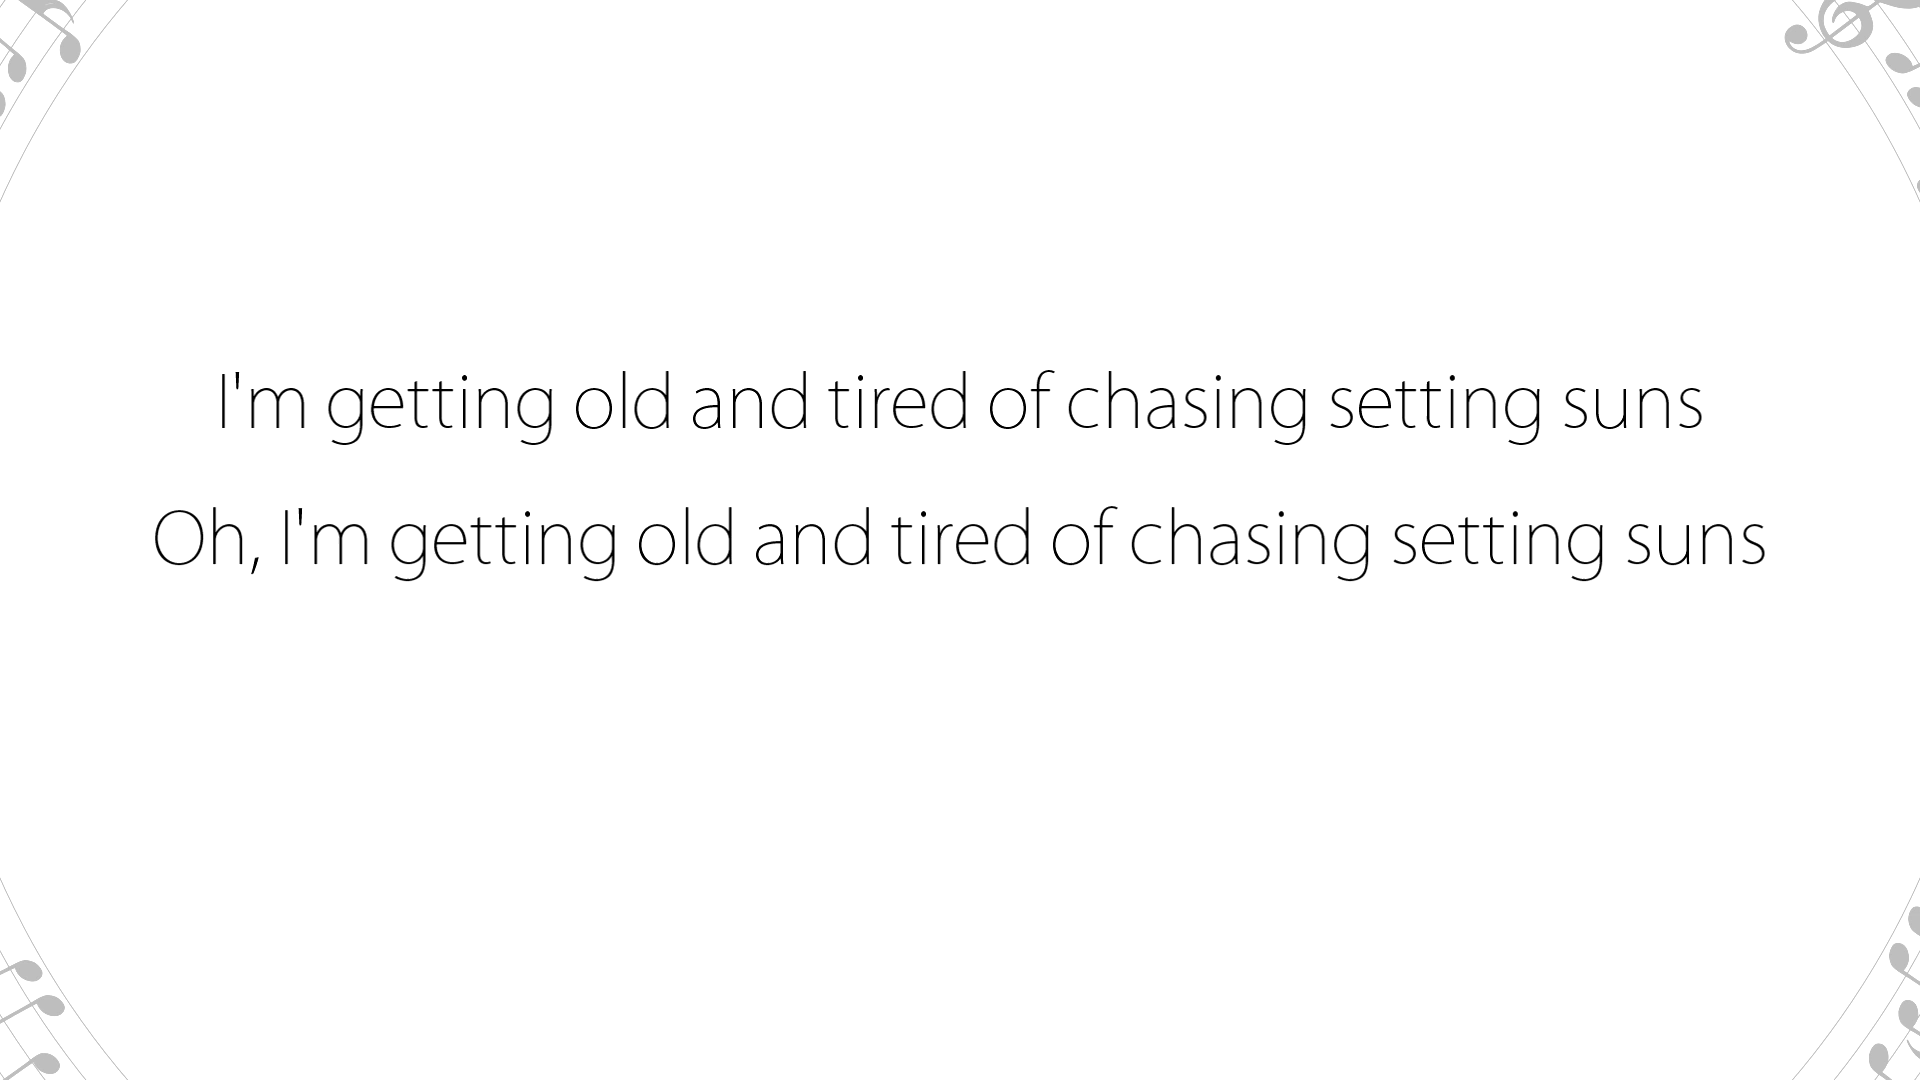 I'm getting old and tired of chasing setting suns
Oh, I'm getting old and tired of chasing setting suns